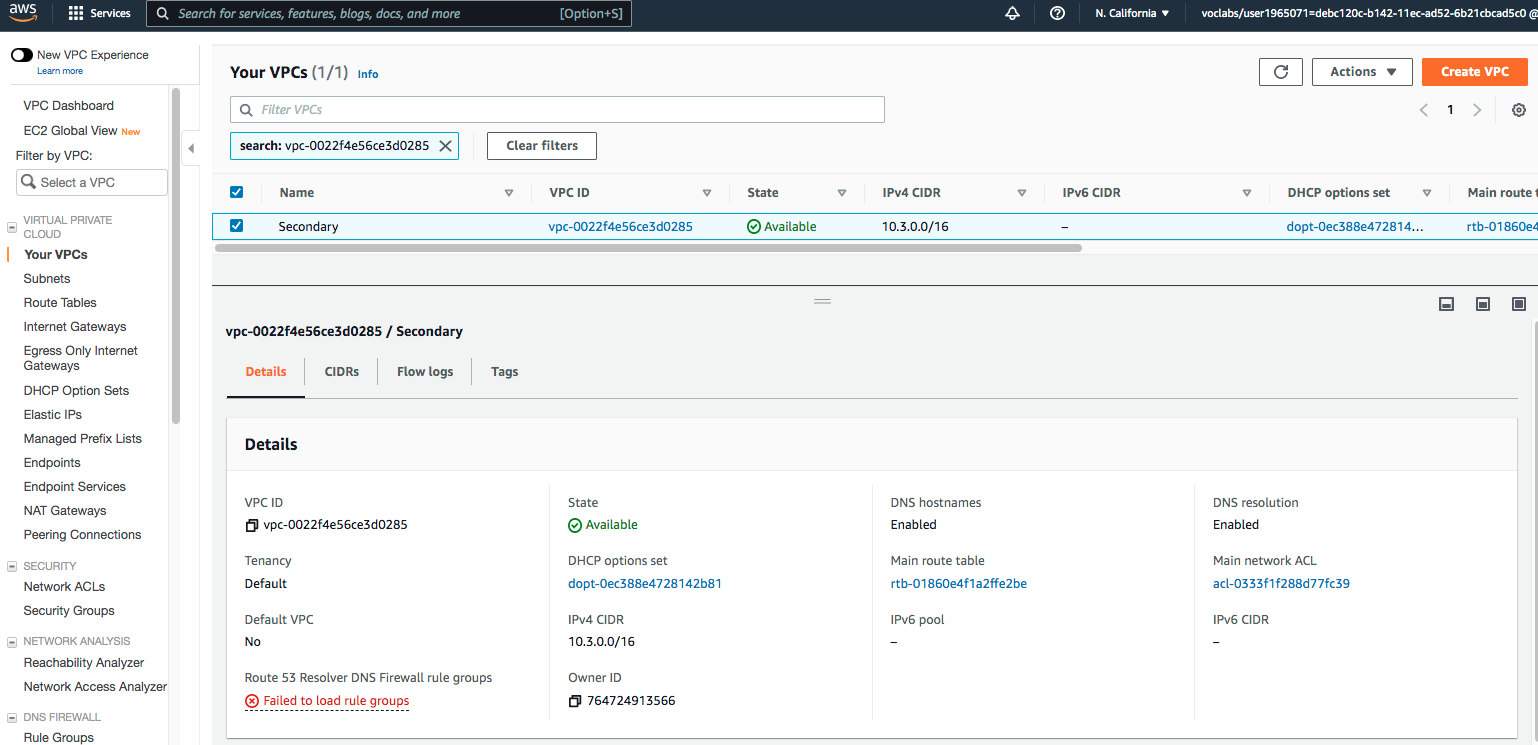 aws
Services
Search for services, features, blogs, docs, and more
[Option+S]
N. California
voclabs/user1965071=debc120c-b142-11ec-ad52-6b21cbcad5c0 @
New VPC Experience
Learn more
VPC Dashboard
EC2 Global View New
Filter by VPC:
Select a VPC
VIRTUAL PRIVATE
CLOUD
Your VPCs
Subnets
Route Tables
Internet Gateways
Egress Only Internet
Gateways
DHCP Option Sets
Elastic IPs
Managed Prefix Lists
Endpoints
Endpoint Services
NAT Gateways
Peering Connections
SECURITY
Network ACLs
Security Groups
NETWORK ANALYSIS
Reachability Analyzer
Network Access Analyzer
DNS FIREWALL
Rule Groups
Your VPCs (1/1) Info
Actions
Create VPC
Filter VPCs
1
search: vpc-0022f4e56ce3d0285
Clear filters
Name VPC ID State IPv4 CIDR IPv6 CIDR DHCP options set Main route t
Secondary vpc-0022f4e56ce3d0285 Available 10.3.0.0/16 – dopt-0ec388e472814... rtb-01860e4
vpc-0022f4e56ce3d0285 / Secondary
Details CIDRs Flow logs Tags
Details
VPC ID
vpc-0022f4e56ce3d0285
State
Available
DNS hostnames
Enabled
DNS resolution
Enabled
Tenancy
Default
DHCP options set
dopt-0ec388e4728142b81
Main route table
rtb-01860e4f1a2ffe2be
Main network ACL
acl-0333f1f288d77fc39
Default VPC
No
IPv4 CIDR
10.3.0.0/16
IPv6 pool
–
IPv6 CIDR
–
Route 53 Resolver DNS Firewall rule groups
Failed to load rule groups
Owner ID
764724913566